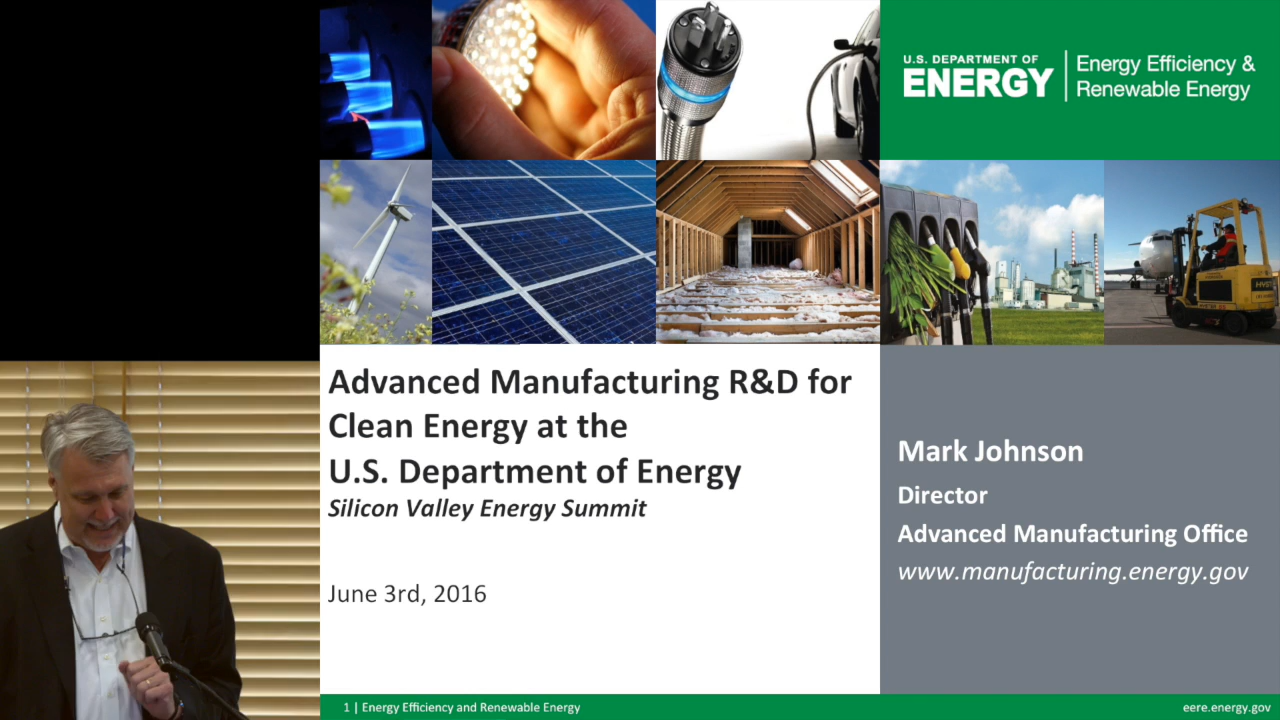 U.S. DEPARTMENT OF
ENERGY
Energy Efficiency &
Renewable Energy
HYSTER
Advanced Manufacturing R&D for
Clean Energy at the
U.S. Department of Energy
Silicon Valley Energy Summit
June 3rd, 2016
Mark Johnson
Director
Advanced Manufacturing Office
www.manufacturing.energy.gov
1 | Energy Efficiency and Renewable Energy
eere.energy.gov